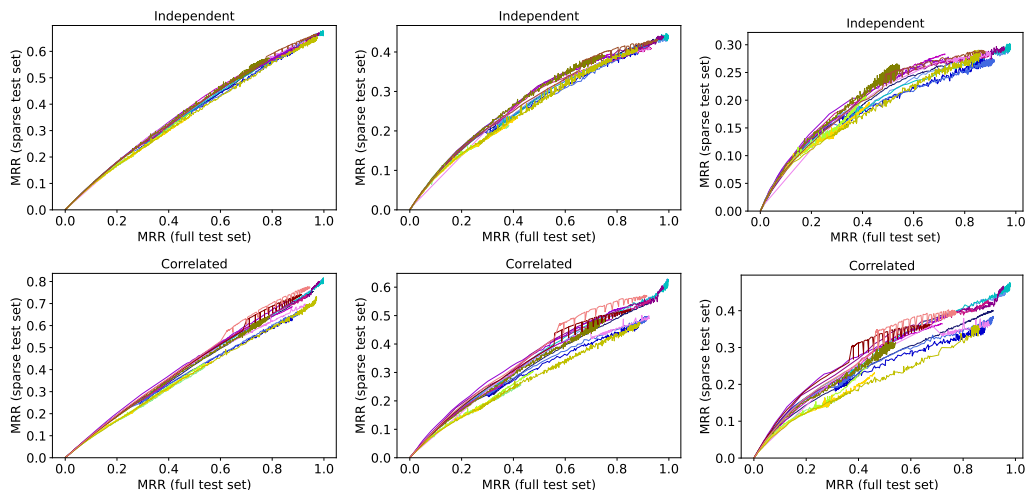 Independent
MRR (sparse test set)
0.6
0.5
0.4
0.3
0.2
0.1
0.0
0.0 0.2 0.4 0.6 0.8 1.0
MRR (full test set)
Independent
MRR (sparse test set)
0.4
0.3
0.2
0.1
0.0
0.0 0.2 0.4 0.6 0.8 1.0
MRR (full test set)
Independent
MRR (sparse test set)
0.30
0.25
0.20
0.15
0.10
0.05
0.00
0.0 0.2 0.4 0.6 0.8 1.0
MRR (full test set)
Correlated
MRR (sparse test set)
0.8
0.7
0.6
0.5
0.4
0.3
0.2
0.1
0.0
0.0 0.2 0.4 0.6 0.8 1.0
MRR (full test set)
Correlated
MRR (sparse test set)
0.6
0.5
0.4
0.3
0.2
0.1
0.0
0.0 0.2 0.4 0.6 0.8 1.0
MRR (full test set)
Correlated
MRR (sparse test set)
0.4
0.3
0.2
0.1
0.0
0.0 0.2 0.4 0.6 0.8 1.0
MRR (full test set)